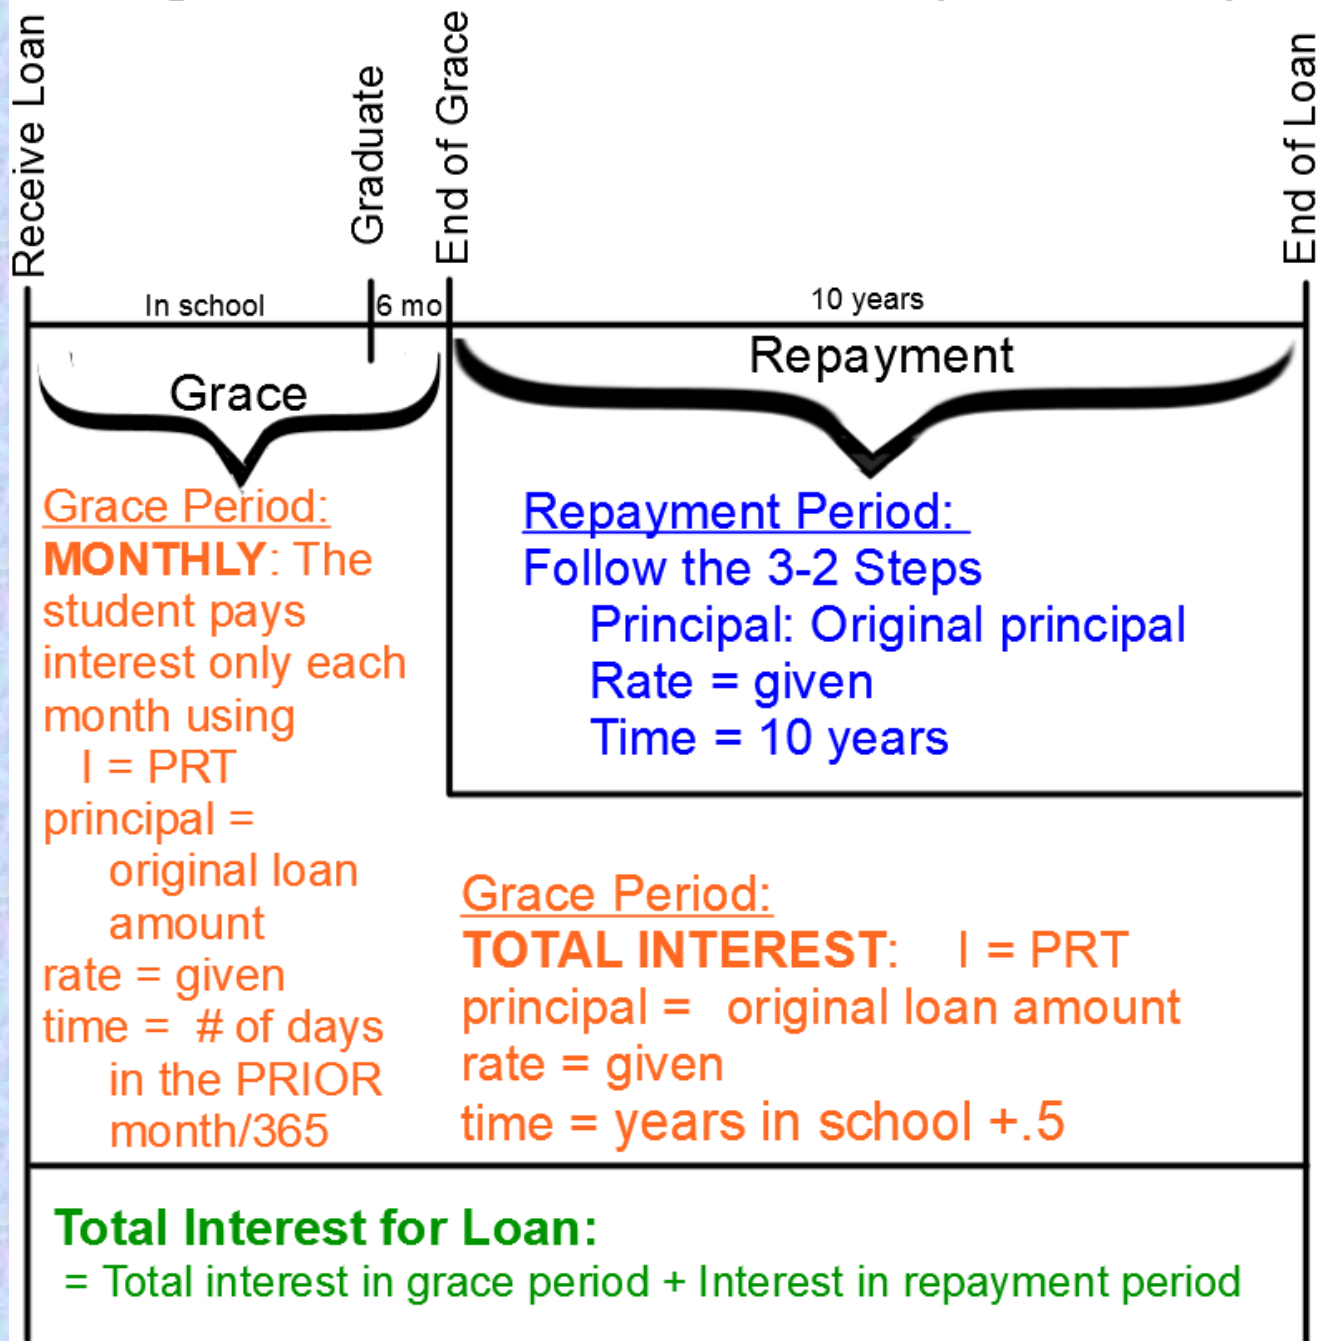 Receive Loan
Graduate
End of Grace
End of Loan
In school
6 mo
10 years
Grace
Repayment
Grace Period:
MONTHLY: The
student pays
interest only each
month using
I = PRT
principal =
original loan
amount
rate = given
time = # of days
in the PRIOR
month/365
Repayment Period:
Follow the 3-2 Steps
Principal: Original principal
Rate = given
Time = 10 years
Grace Period:
TOTAL INTEREST: I = PRT
principal = original loan amount
rate = given
time = years in school +.5
Total Interest for Loan:
= Total interest in grace period + Interest in repayment period